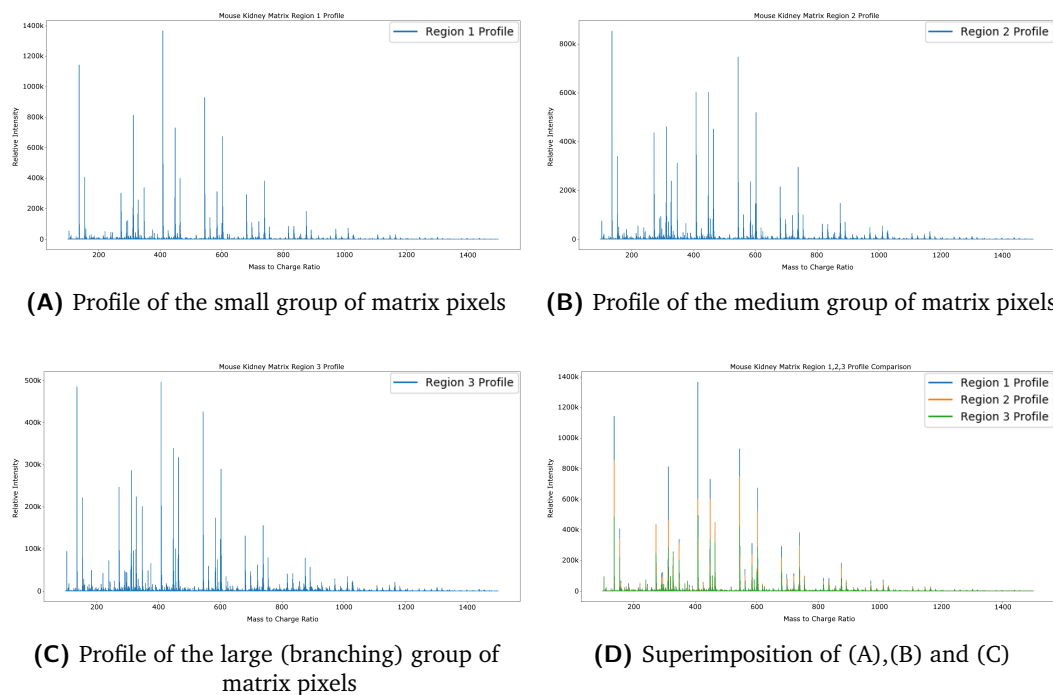 Mouse Kidney Matrix Region 1 Profile
Region 1 Profile
Relative Intensity
1400k
1200k
1000k
800k
600k
400k
200k
0
200
400
600
800
1000
1200
1400
Mass to Charge Ratio
(A) Profile of the small group of matrix pixels
Mouse Kidney Matrix Region 2 Profile
Region 2 Profile
Relative Intensity
800k
600k
400k
200k
0
200
400
600
800
1000
1200
1400
Mass to Charge Ratio
(B) Profile of the medium group of matrix pixels
Mouse Kidney Matrix Region 3 Profile
Region 3 Profile
Relative Intensity
500k
400k
300k
200k
100k
0
200
400
600
800
1000
1200
1400
Mass to Charge Ratio
(C) Profile of the large (branching) group of
matrix pixels
Mouse Kidney Matrix Region 1,2,3 Profile Comparison
Region 1 Profile
Region 2 Profile
Region 3 Profile
Relative Intensity
1400k
1200k
1000k
800k
600k
400k
200k
0
200
400
600
800
1000
1200
1400
Mass to Charge Ratio
(D) Superimposition of (A),(B) and (C)